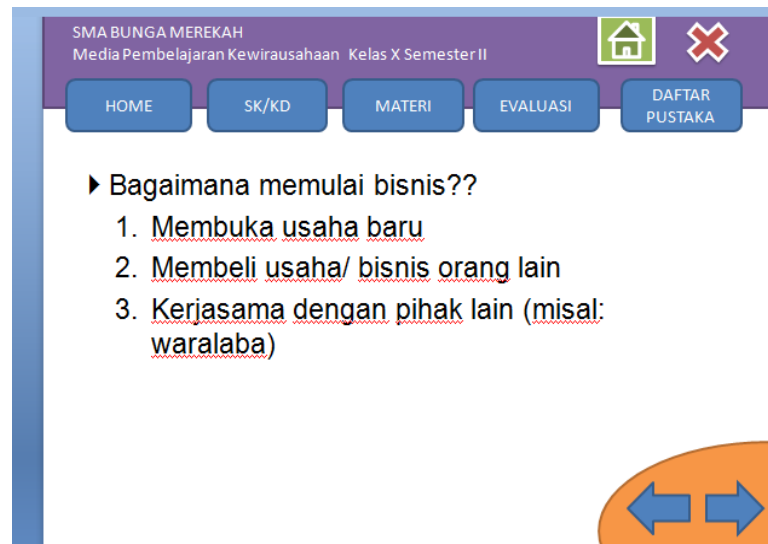 SMA BUNGA MEREKAH
Media Pembelajaran Kewirausahaan Kelas X Semester II
HOME
SK/KD
MATERI
EVALUASI
DAFTAR
PUSTAKA
Bagaimana memulai bisnis??
1. Membuka usaha baru
2. Membeli usaha/ bisnis orang lain
3. Kerjasama dengan pihak lain (misal:
waralaba)